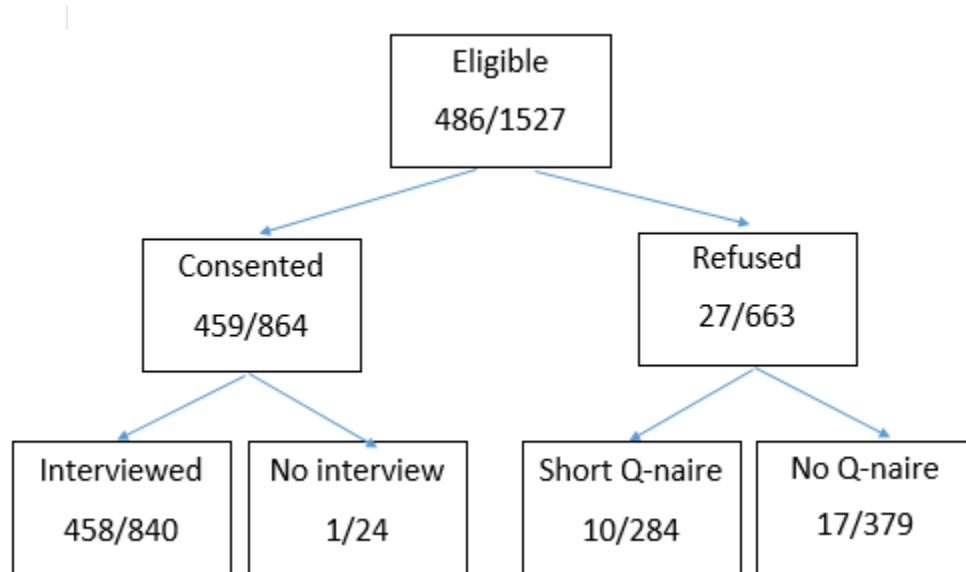 Eligible
486/1527
Consented
459/864
Refused
27/663
Interviewed
458/840
No interview
1/24
Short Q-naire
10/284
No Q-naire
17/379